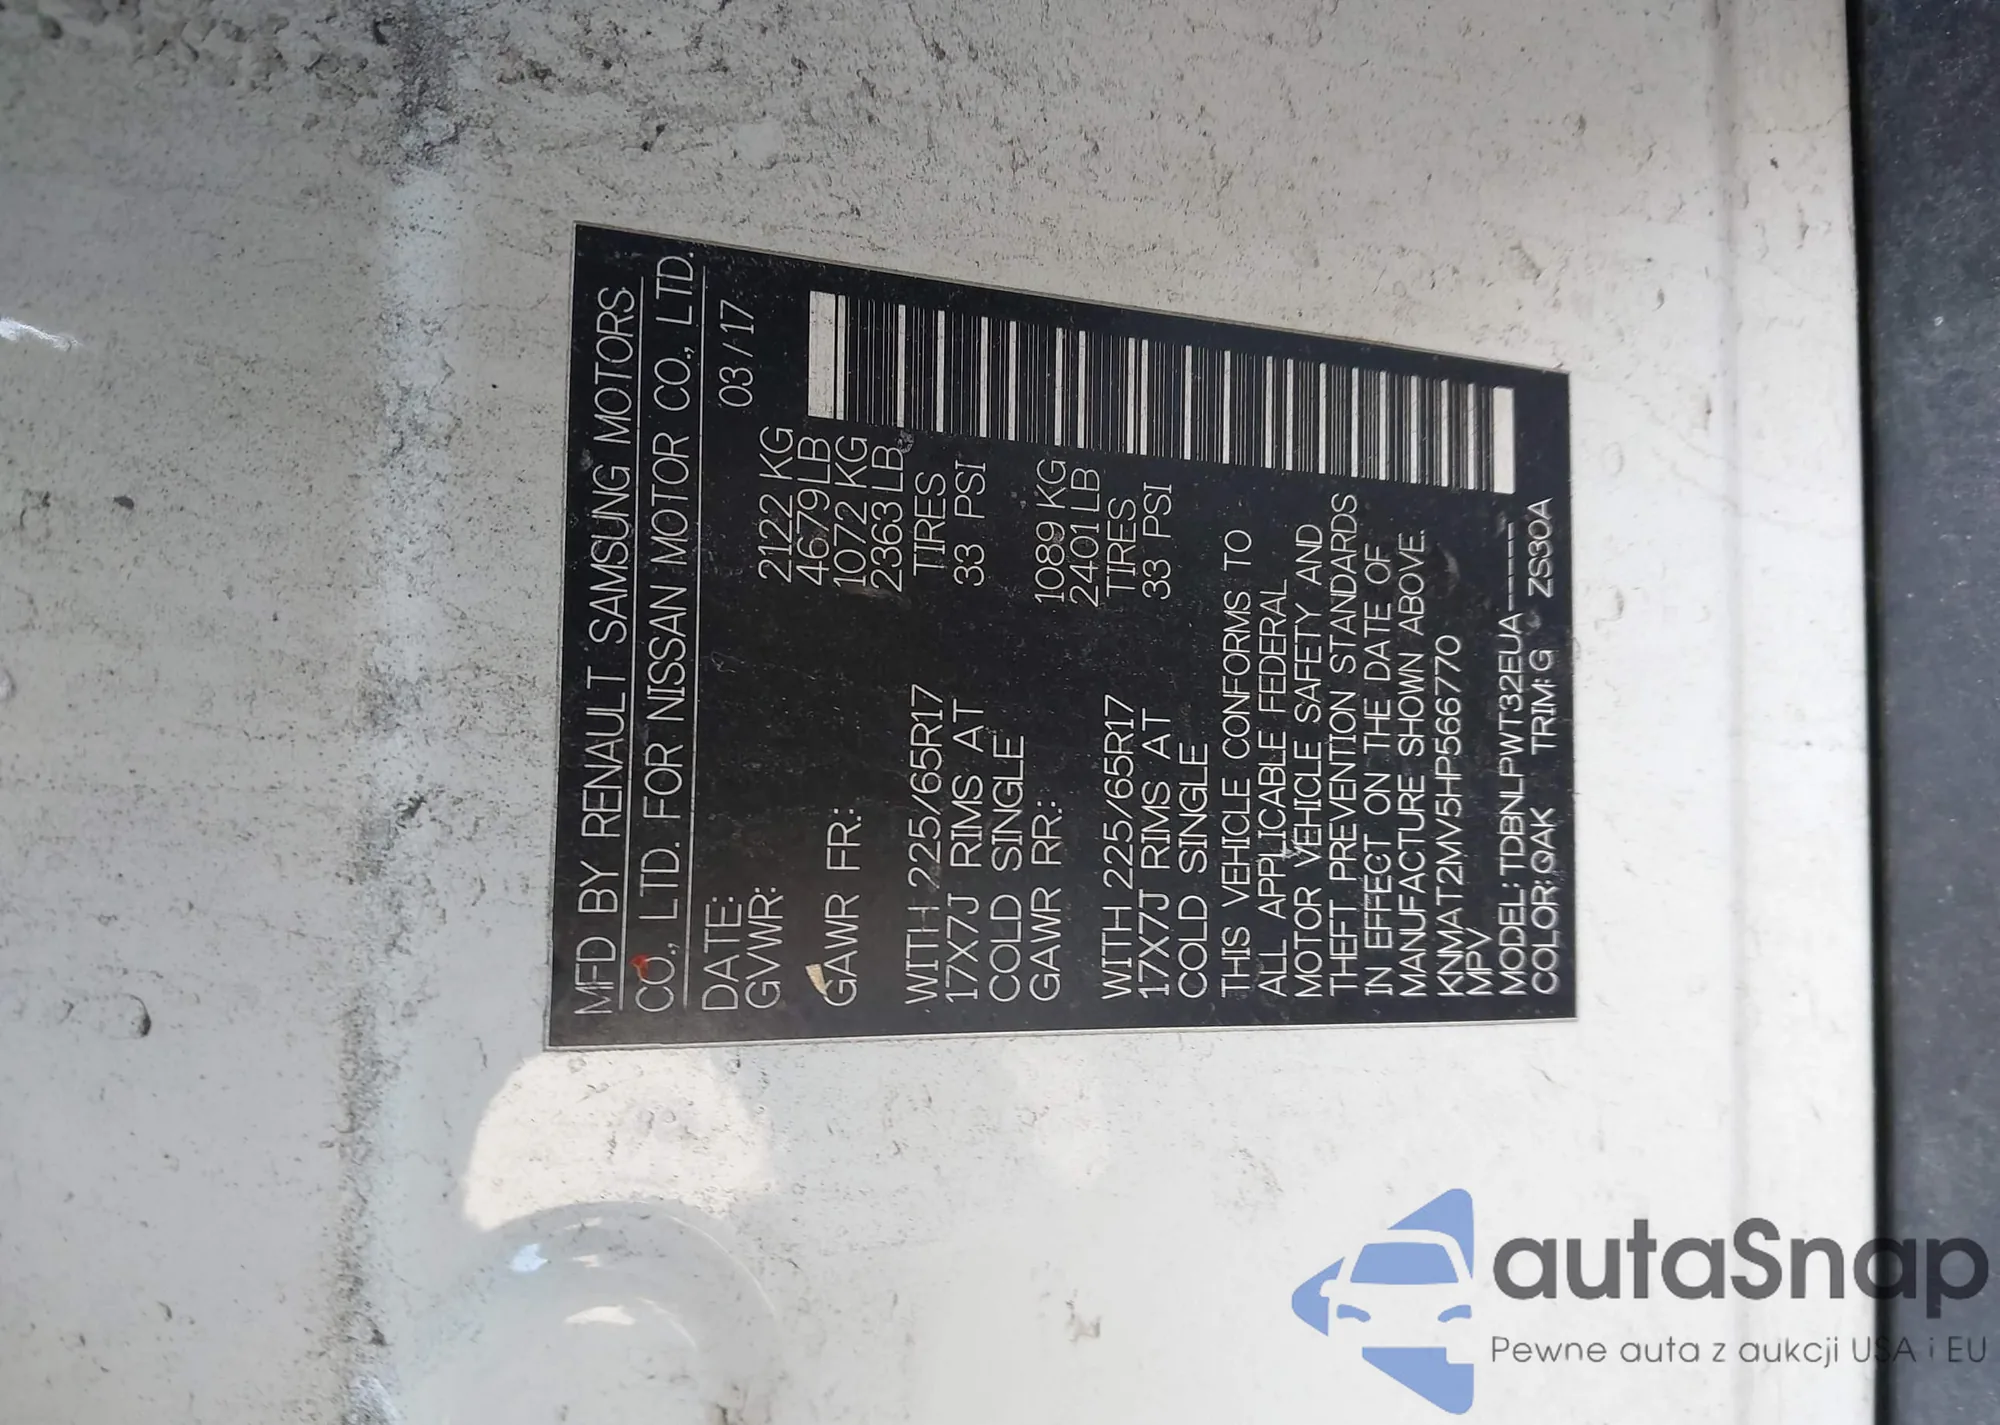 MFD BY RENAULT SAMSUNG MOTORS
CO., LTD. FOR NISSAN MOTOR CO., LTD.
DATE: 03/17
GVWR: 2122 KG
4679 LB
GAWR FR.: 1072 KG
2363 LB
WITH 225/65R17 TIRES
17X7J RIMS AT 33 PSI
COLD SINGLE
GAWR RR.: 1089 KG
2401 LB
WITH 225/65R17 TIRES
17X7J RIMS AT 33 PSI
COLD SINGLE
THIS VEHICLE CONFORMS TO
ALL APPLICABLE FEDERAL
MOTOR VEHICLE SAFETY AND
THEFT PREVENTION STANDARDS
IN EFFECT ON THE DATE OF
MANUFACTURE SHOWN ABOVE.
KNMAT2MV5HP566770
MPV
MODEL: TDBNLPWT32EUA------
COLOR: QAK TRIM: G ZS30A
autaSnap
Pewne auta z aukcji USA i EU